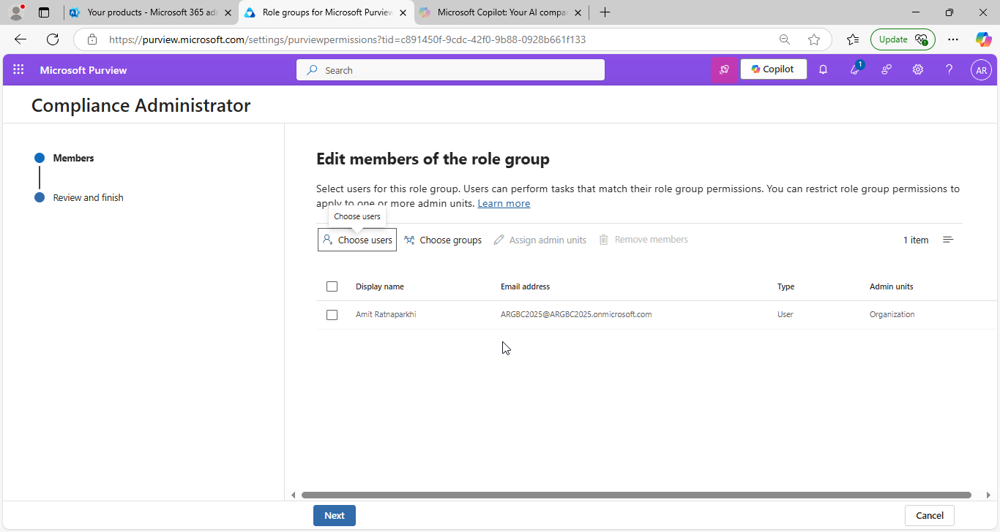 Your products - Microsoft 365 adm
Role groups for Microsoft Purview
Microsoft Copilot: Your AI compan
https://purview.microsoft.com/settings/purviewpermissions?tid=c891450f-9cdc-42f0-9b88-0928b661f133
Update
Microsoft Purview
Search
Copilot
1
AR
Compliance Administrator
Members
Review and finish
Edit members of the role group
Select users for this role group. Users can perform tasks that match their role group permissions. You can restrict role group permissions to
apply to one or more admin units. Learn more
Choose users
Choose users
Choose groups
Assign admin units
Remove members
1 item
Display name
Email address
Type
Admin units
Amit Ratnaparkhi
ARGBC2025@ARGBC2025.onmicrosoft.com
User
Organization
Next
Cancel